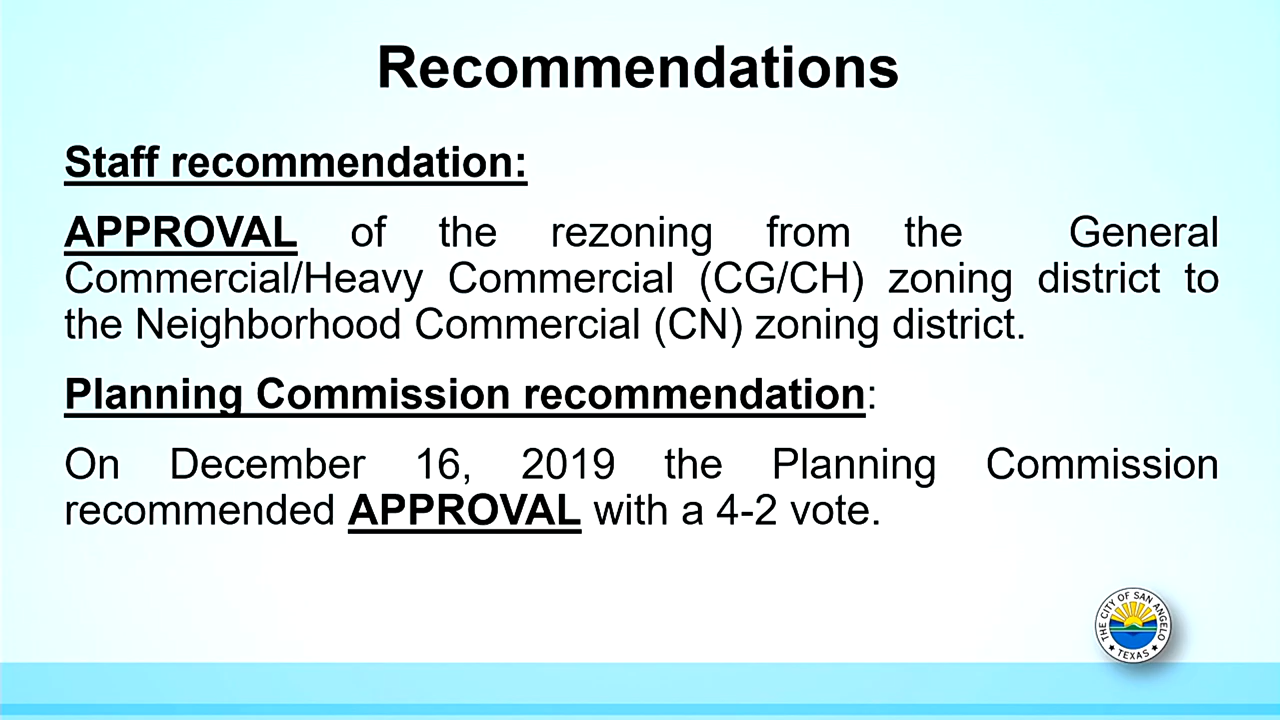 Recommendations
Staff recommendation:
APPROVAL of the rezoning from the General
Commercial/Heavy Commercial (CG/CH) zoning district to
the Neighborhood Commercial (CN) zoning district.
Planning Commission recommendation:
On December 16, 2019 the Planning Commission
recommended APPROVAL with a 4-2 vote.
THE CITY OF SAN ANGELO
TEXAS